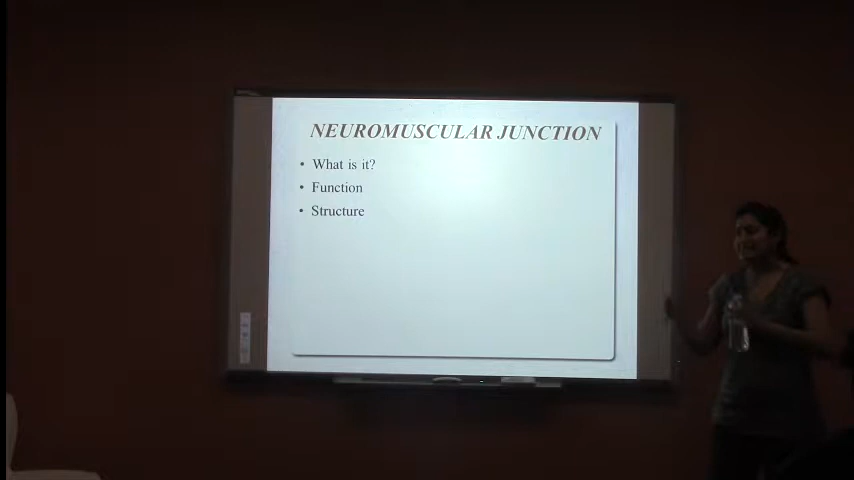 NEUROMUSCULAR JUNCTION
• What is it?
• Function
• Structure